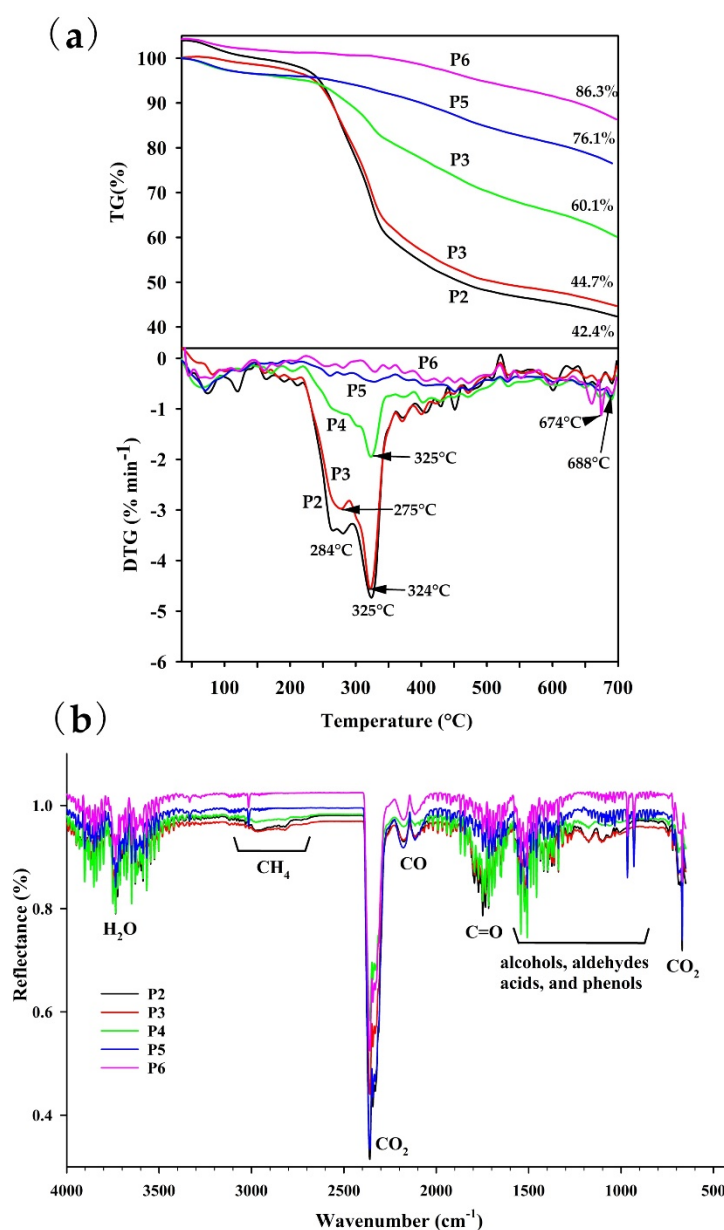 (a)
TG(%)
100
90
80
70
60
50
40
P6
86.3%
P5
76.1%
P3
60.1%
P3
44.7%
P2
42.4%
DTG (% min⁻¹)
0
-1
-2
-3
-4
-5
-6
P6
P5
P4
674°C
325°C
688°C
P3
P2
275°C
284°C
324°C
325°C
100 200 300 400 500 600 700
Temperature (°C)
(b)
Reflectance (%)
1.0
0.8
0.6
0.4
CH₄
CO
H₂O
C=O
alcohols, aldehydes
acids, and phenols
CO₂
P2
P3
P4
P5
P6
CO₂
4000 3500 3000 2500 2000 1500 1000 500
Wavenumber (cm⁻¹)